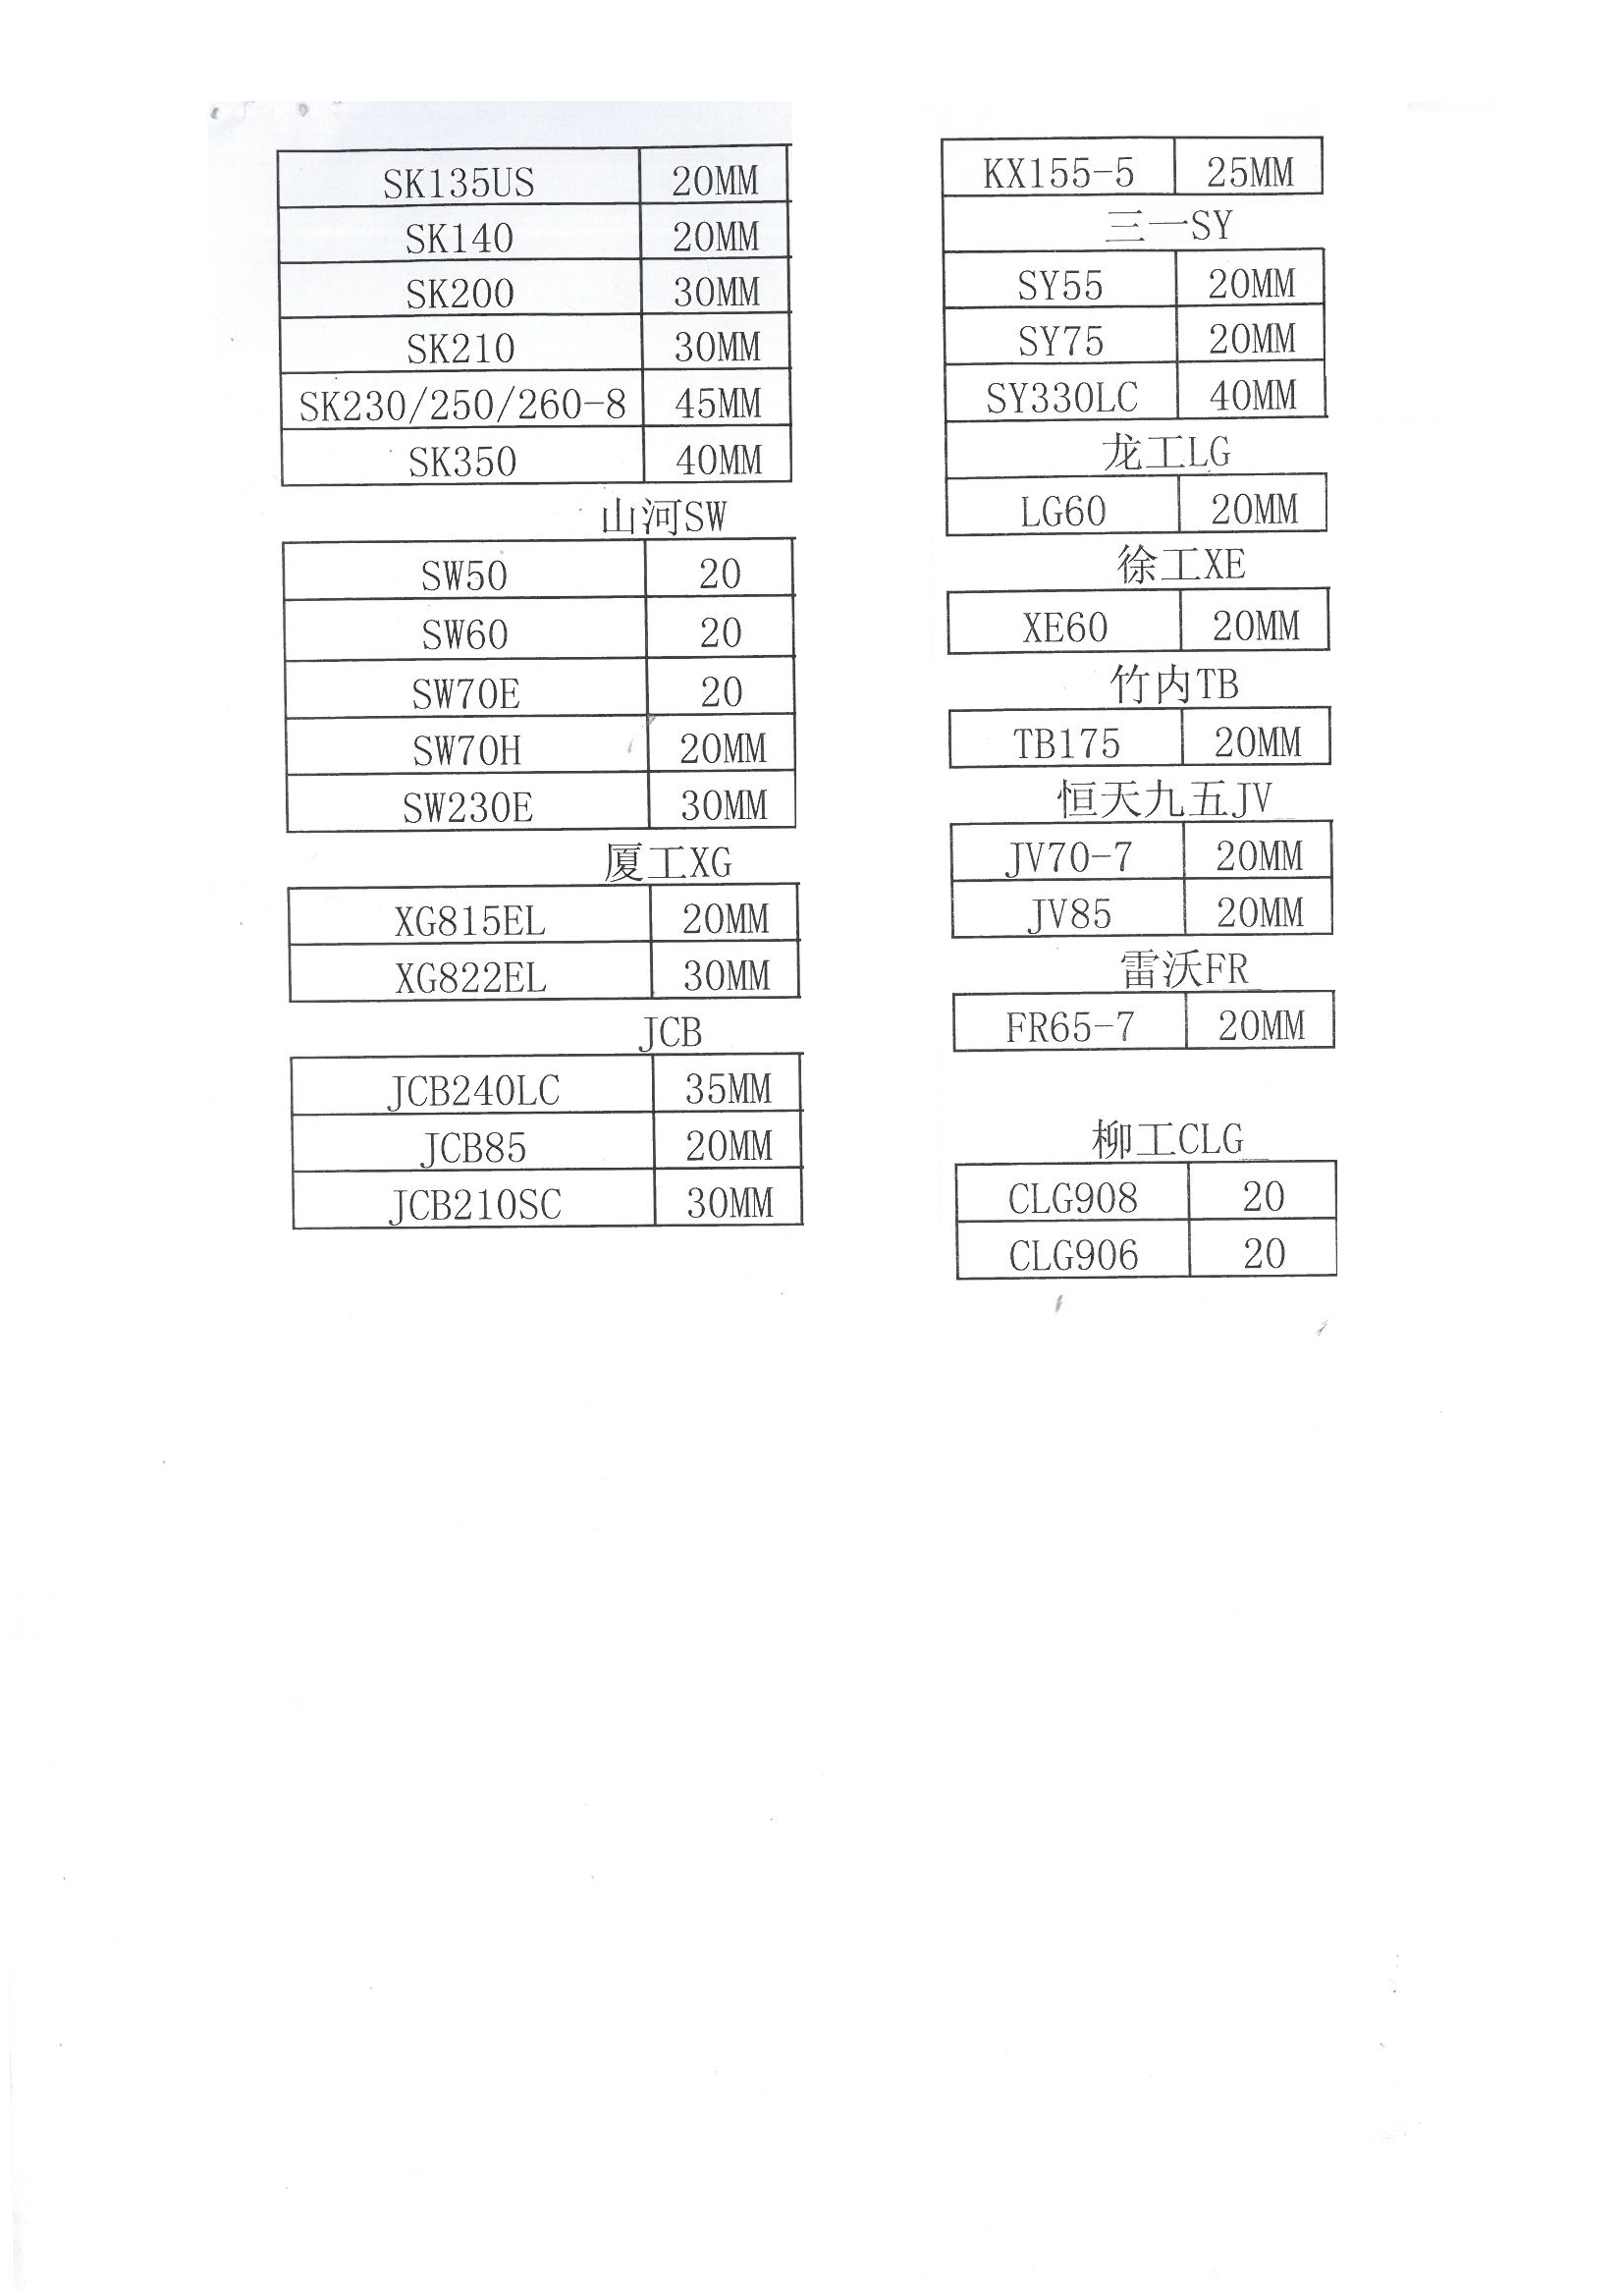 SK135US 20MM
SK140 20MM
SK200 30MM
SK210 30MM
SK230/250/260-8 45MM
SK350 40MM
山河SW
SW50 20
SW60 20
SW70E 20
SW70H 20MM
SW230E 30MM
厦工XG
XG815EL 20MM
XG822EL 30MM
JCB
JCB240LC 35MM
JCB85 20MM
JCB210SC 30MM
KX155-5 25MM
三一SY
SY55 20MM
SY75 20MM
SY330LC 40MM
龙工LG
LG60 20MM
徐工XE
XE60 20MM
竹内TB
TB175 20MM
恒天九五JV
JV70-7 20MM
JV85 20MM
雷沃FR
FR65-7 20MM
柳工CLG
CLG908 20
CLG906 20